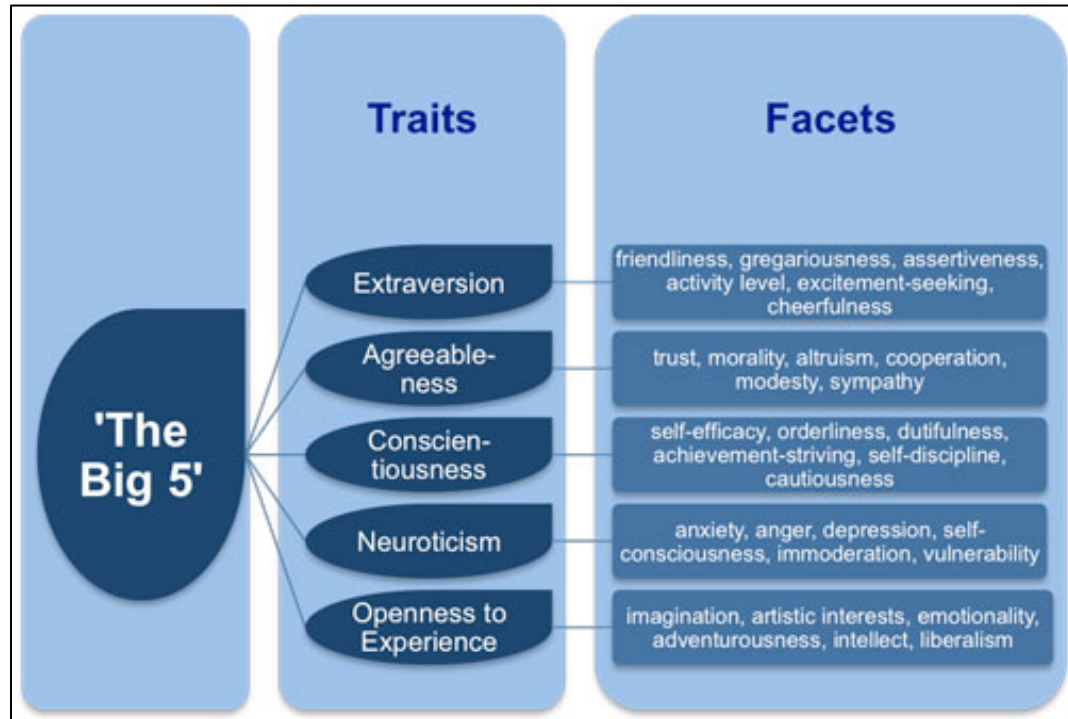 Traits
Facets
'The
Big 5'
Extraversion
friendliness, gregariousness, assertiveness,
activity level, excitement-seeking,
cheerfulness
Agreeable-
ness
trust, morality, altruism, cooperation,
modesty, sympathy
Conscien-
tiousness
self-efficacy, orderliness, dutifulness,
achievement-striving, self-discipline,
cautiousness
Neuroticism
anxiety, anger, depression, self-
consciousness, immoderation, vulnerability
Openness to
Experience
imagination, artistic interests, emotionality,
adventurousness, intellect, liberalism